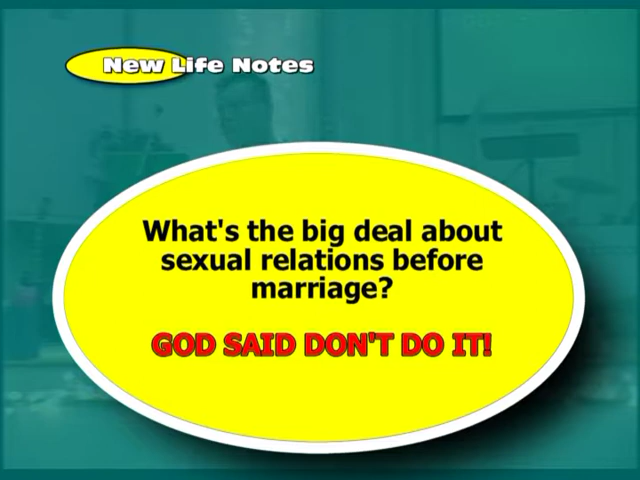 New Life Notes
What's the big deal about
sexual relations before
marriage?
GOD SAID DON'T DO IT!